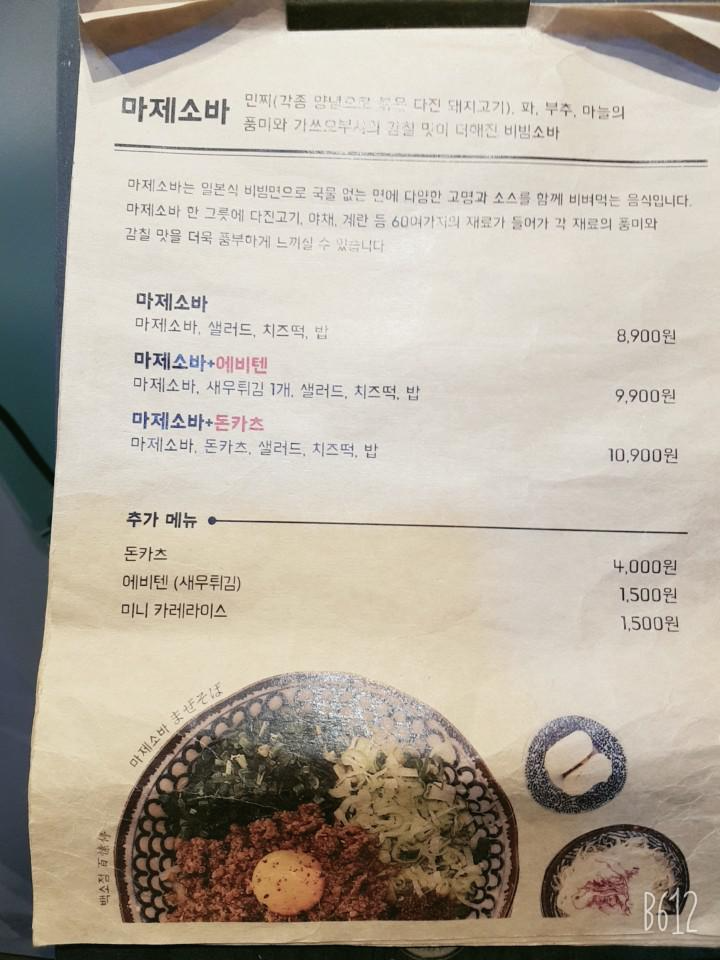 마제소바
민찌(각종 양념으로 볶은 다진 돼지고기), 파, 부추, 마늘의
풍미와 가쓰오부시의 감칠 맛이 더해진 비빔소바
마제소바는 일본식 비빔면으로 국물 없는 면에 다양한 고명과 소스를 함께 비벼먹는 음식입니다.
마제소바 한 그릇에 다진고기, 야채, 계란 등 60여가지의 재료가 들어가 각 재료의 풍미와
감칠 맛을 더욱 풍부하게 느끼실 수 있습니다
마제소바
마제소바, 샐러드, 치즈떡, 밥 8,900원
마제소바+에비텐
마제소바, 새우튀김 1개, 샐러드, 치즈떡, 밥 9,900원
마제소바+돈카츠
마제소바, 돈카츠, 샐러드, 치즈떡, 밥 10,900원
추가 메뉴
돈카츠 4,000원
에비텐 (새우튀김) 1,500원
미니 카레라이스 1,500원
마제소바 まぜそば
백소정
B612